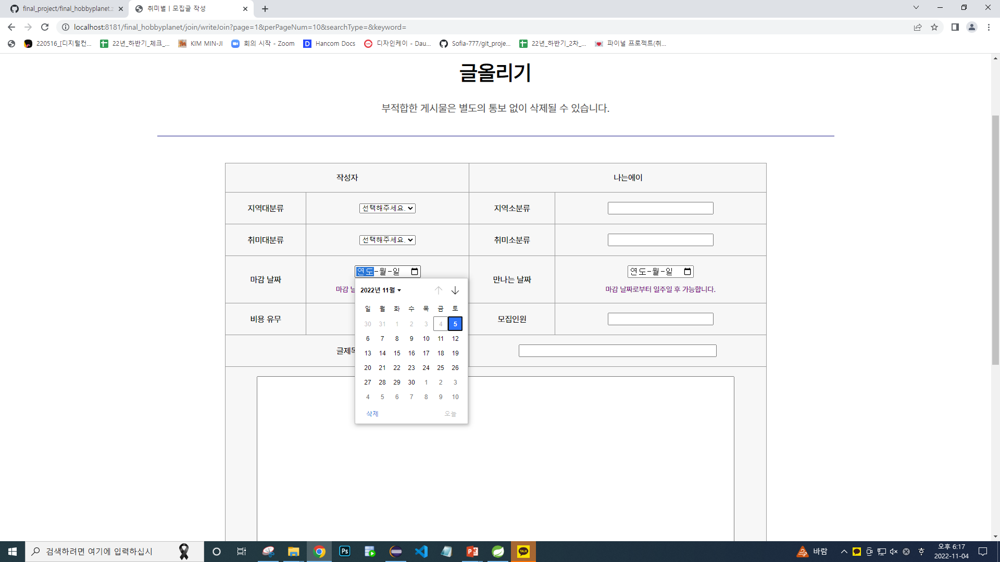 final_project/final_hobbyplanet.z
취미별 | 모집글 작성
localhost:8181/final_hobbyplanet/join/writeJoin?page=1&perPageNum=10&searchType=&keyword=
220516_[디지털컨...
22년_하반기_체크_...
KIM MIN-JI
회의 시작 - Zoom
D Hancom Docs
디자인케이 - Dau...
Sofia-777/git_proje...
22년_하반기_2차_...
파이널 프로젝트(취...
글올리기
부적합한 게시물은 별도의 통보 없이 삭제될 수 있습니다.
작성자 나는에이
지역대분류 선택해주세요. 지역소분류
취미대분류 선택해주세요. 취미소분류
마감 날짜 연도-월-일 만나는 날짜 연도-월-일
마감 마감 날짜로부터 일주일 후 가능합니다.
비용 유무 모집인원
글제목
2022년 11월
일 월 화 수 목 금 토
30 31 1 2 3 4 5
6 7 8 9 10 11 12
13 14 15 16 17 18 19
20 21 22 23 24 25 26
27 28 29 30 1 2 3
4 5 6 7 8 9 10
삭제 오늘
검색하려면 여기에 입력하십시
Ps
TALK
바람
오후 6:17
2022-11-04